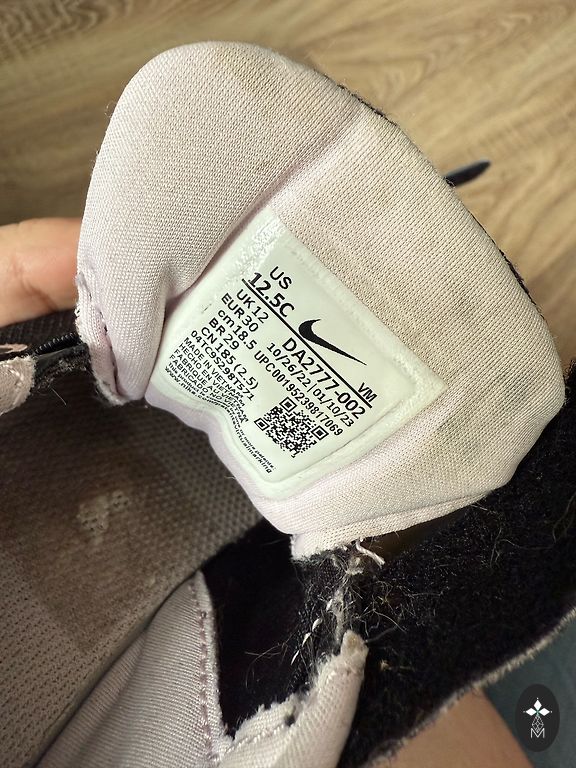 US
12.5C
UK 12
EUR 30
cm 18.5
BR 29
CN 185 (2.5)
04TC9S298T571
MADE IN VIETNAM
DA2777-002
VM
10/26/22 / 01/10/23
UPC 00195239817069